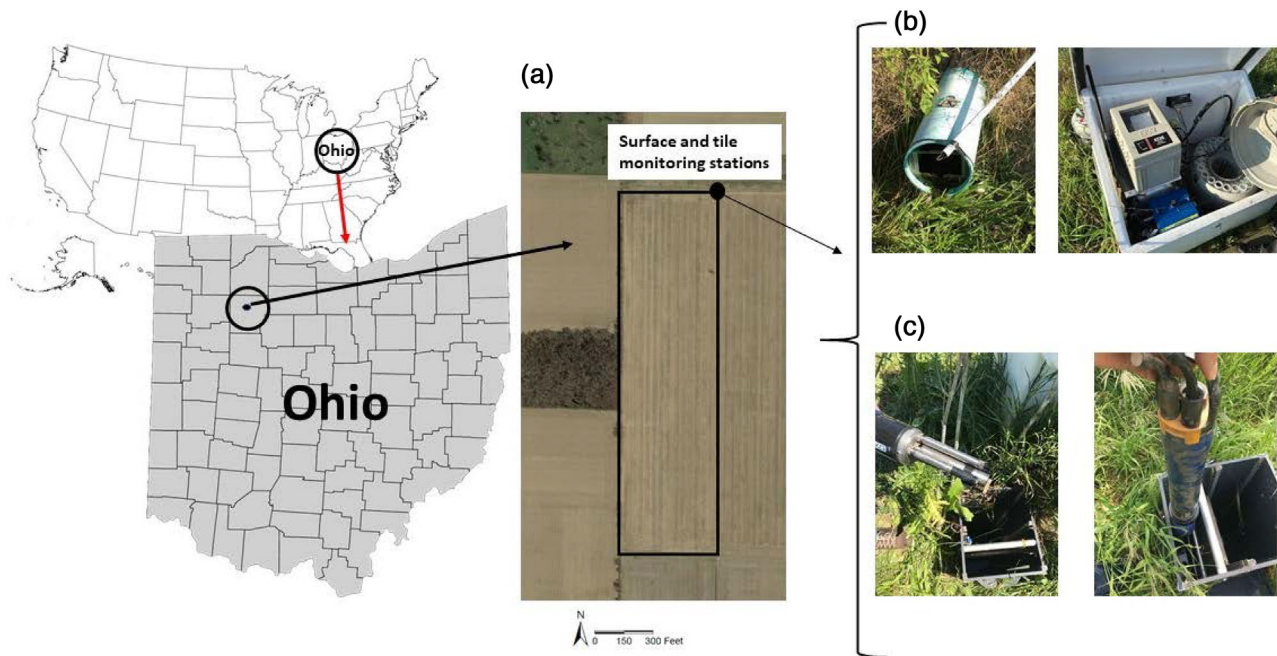 Ohio
Ohio
(a)
Surface and tile
monitoring stations
N
0 150 300 Feet
(b)
(c)